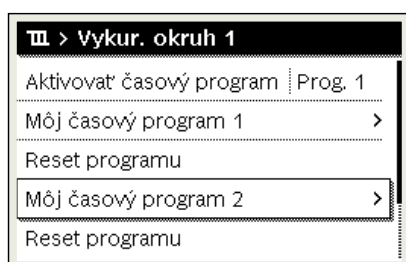 > Vykur. okruh 1
Aktivovať časový program Prog. 1
Môj časový program 1 >
Reset programu
Môj časový program 2 >
Reset programu